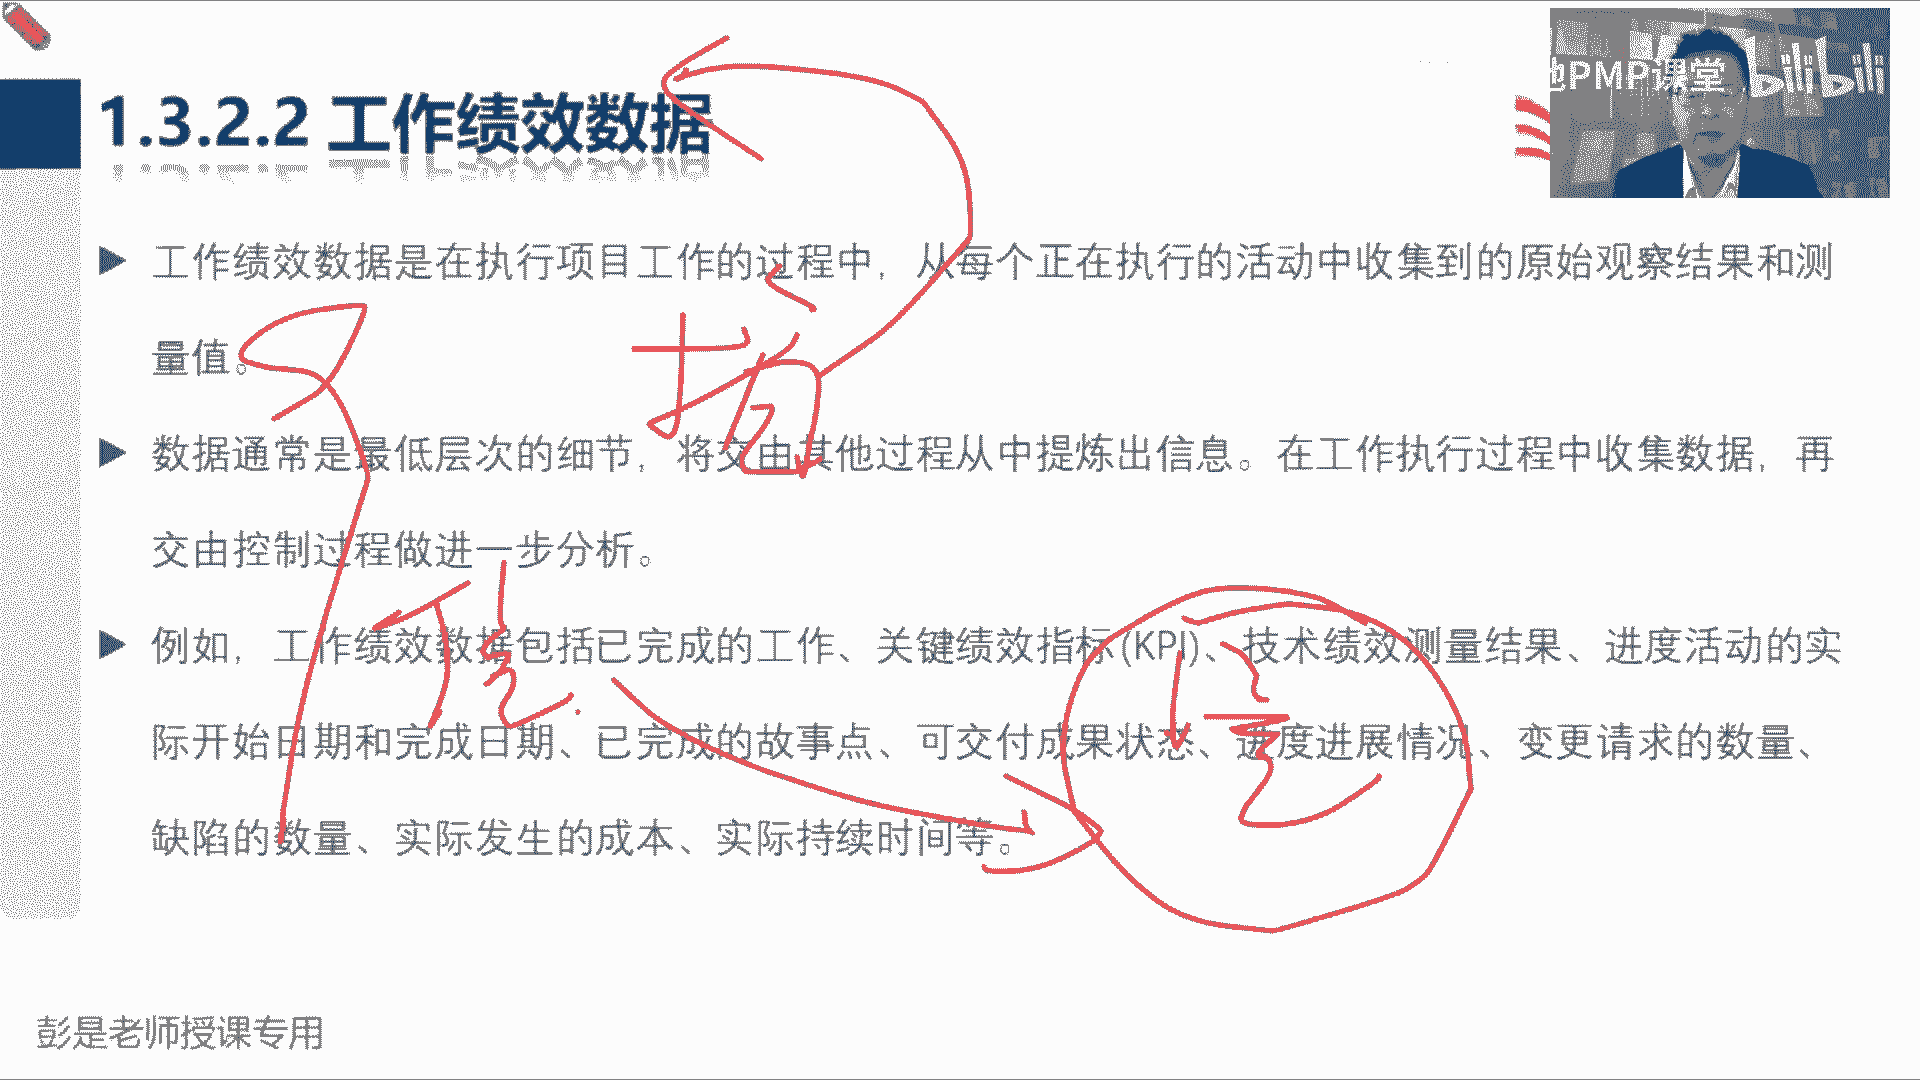 地PMP课堂 bilibili
1.3.2.2 工作绩效数据
工作绩效数据是在执行项目工作的过程中，从每个正在执行的活动中收集到的原始观察结果和测
量值。
数据通常是最低层次的细节，将交由其他过程从中提炼出信息。在工作执行过程中收集数据，再
交由控制过程做进一步分析。
例如，工作绩效数据包括已完成的工作、关键绩效指标(KPI)、技术绩效测量结果、进度活动的实
际开始日期和完成日期、已完成的故事点、可交付成果状态、进度进展情况、变更请求的数量、
缺陷的数量、实际发生的成本、实际持续时间等。
彭是老师授课专用